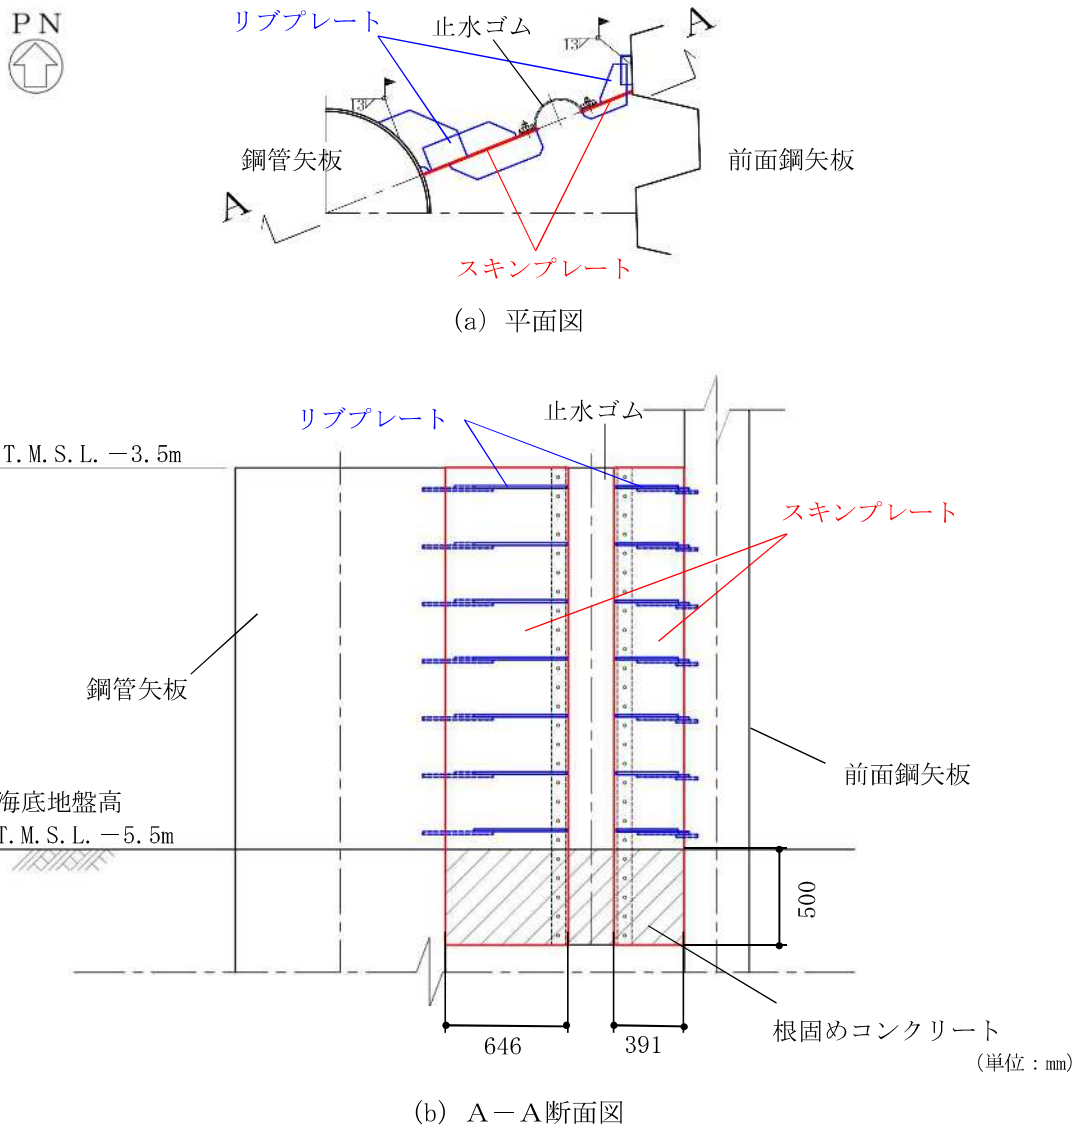 PN
リブプレート
止水ゴム
A
13
13
鋼管矢板
前面鋼矢板
A
スキンプレート
(a) 平面図
リブプレート
止水ゴム
T.M.S.L.－3.5m
スキンプレート
鋼管矢板
前面鋼矢板
海底地盤高
T.M.S.L.－5.5m
500
根固めコンクリート
646
391
(単位：mm)
(b) A－A断面図